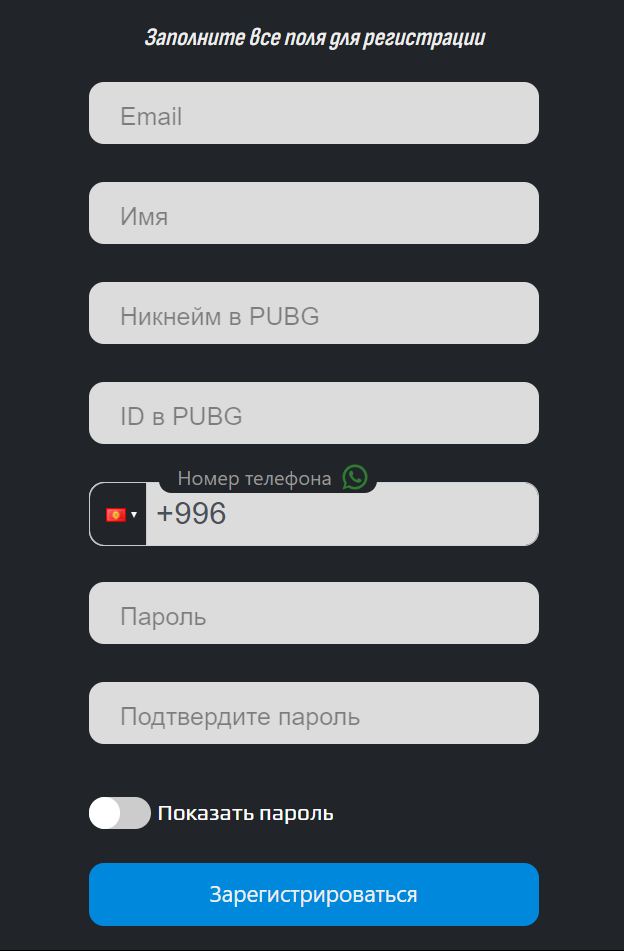 Заполните все поля для регистрации
Email
Имя
Никнейм в PUBG
ID в PUBG
Номер телефона
+996
Пароль
Подтвердите пароль
Показать пароль
Зарегистрироваться